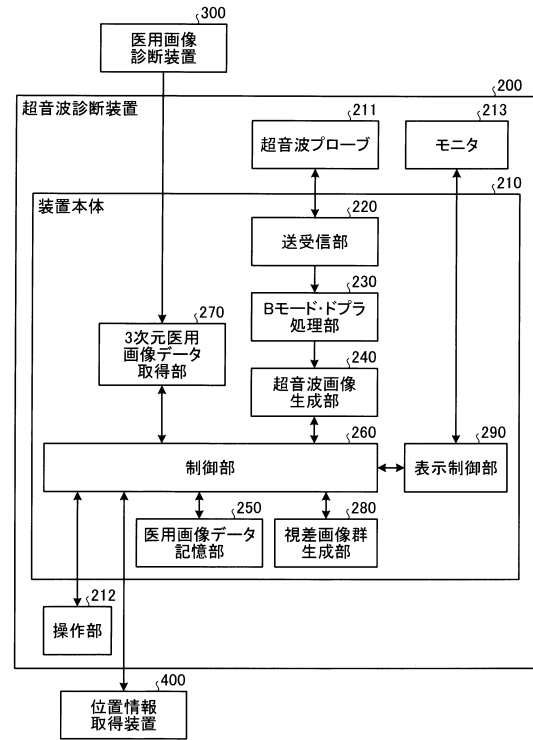 300
医用画像
診断装置
200
超音波診断装置
211
超音波プローブ
213
モニタ
210
装置本体
220
送受信部
230
Bモード・ドプラ
処理部
270
3次元医用
画像データ
取得部
240
超音波画像
生成部
260
制御部
290
表示制御部
250
医用画像データ
記憶部
280
視差画像群
生成部
212
操作部
400
位置情報
取得装置